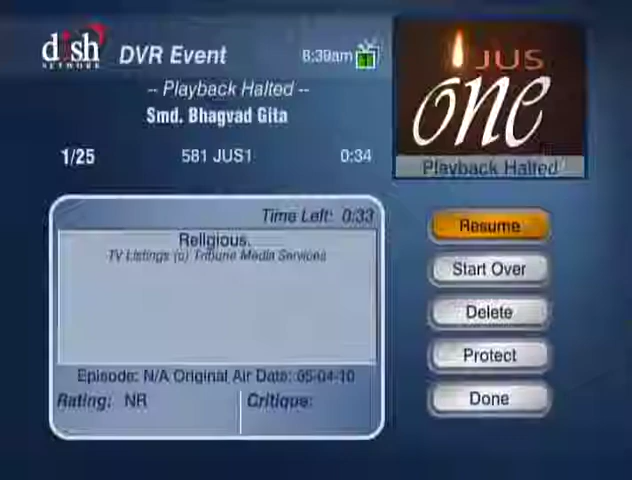 dish
NETWORK
DVR Event
8:39am
-- Playback Halted --
Smd. Bhagvad Gita
1/25
581 JUS1
0:34
JUS
one
Playback Halted
Time Left: 0:33
Religious.
TV Listings (c) Tribune Media Services
Episode: N/A Original Air Date: 05-04-10
Rating: NR
Critique:
Resume
Start Over
Delete
Protect
Done